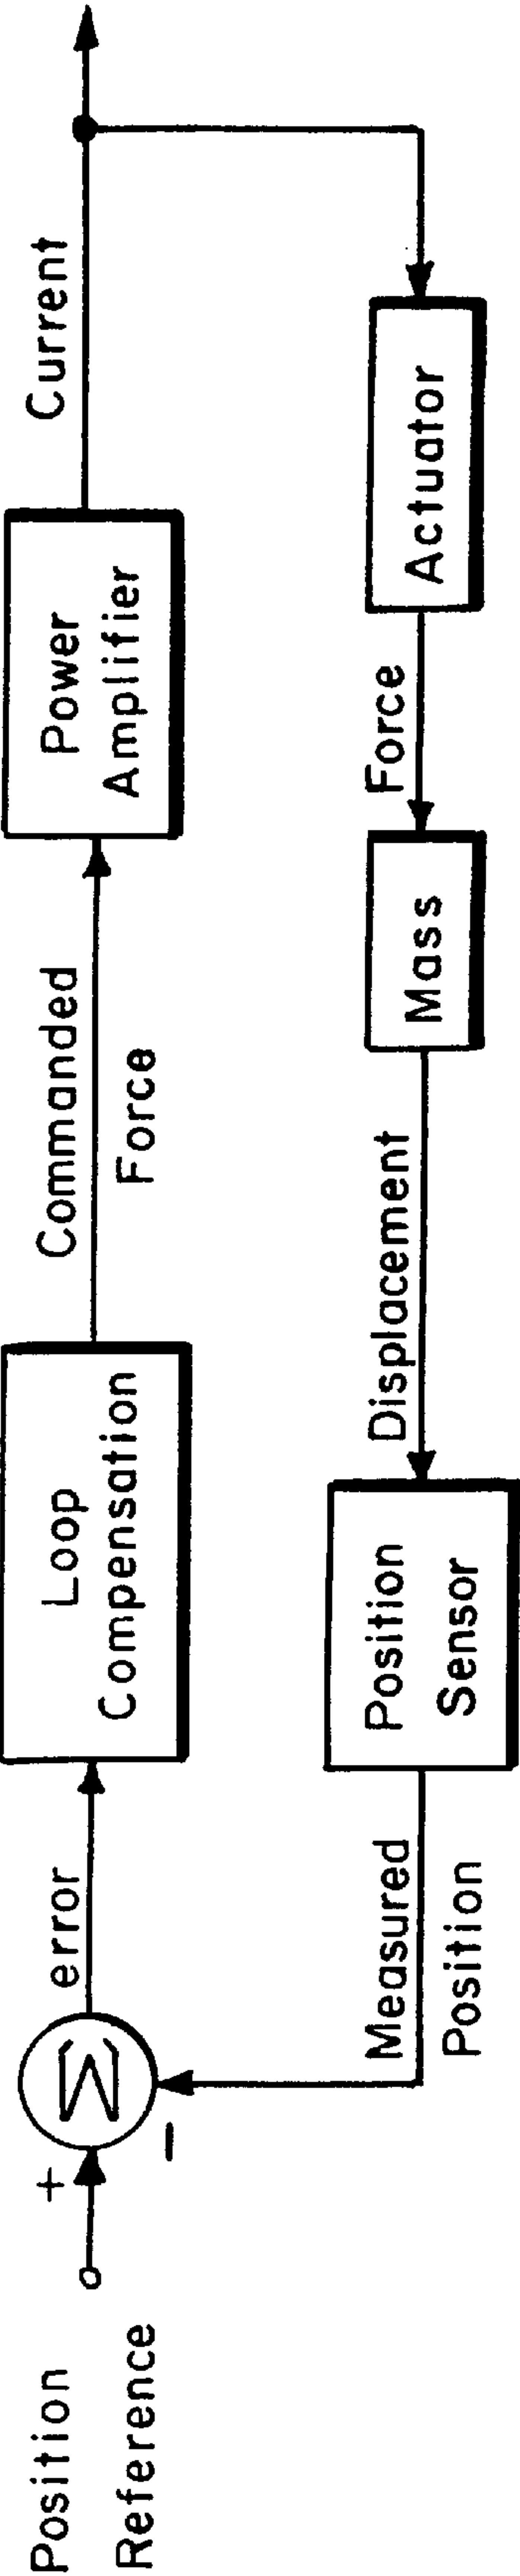 Position
Reference
+
−
Σ
error
Loop
Compensation
Commanded
Force
Power
Amplifier
Current
Actuator
Force
Mass
Displacement
Position
Sensor
Measured
Position